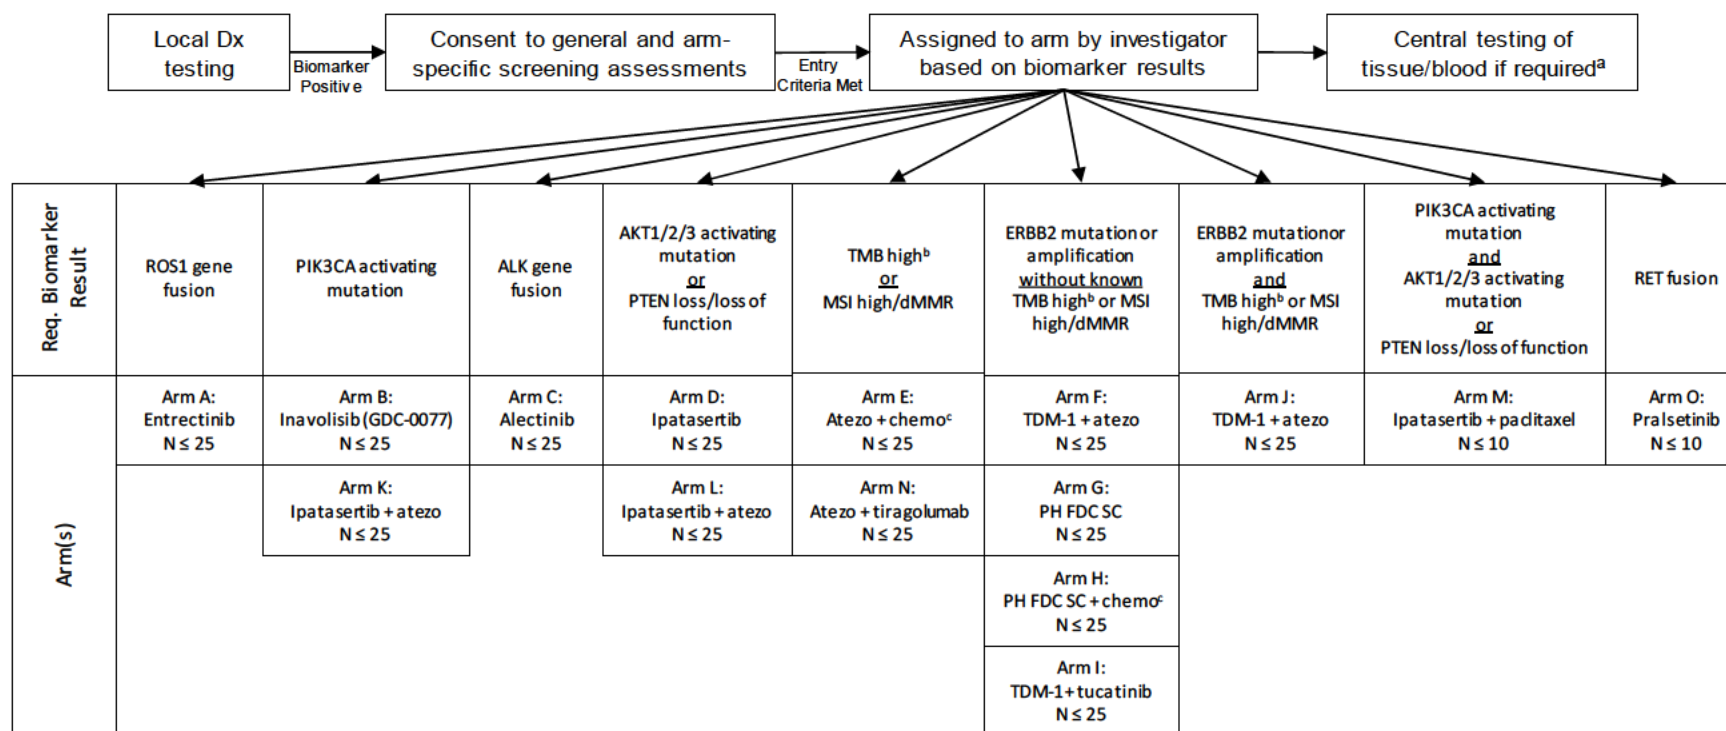 Local Dx
testing
Biomarker
Positive
Consent to general and arm-
specific screening assessments
Entry
Criteria Met
Assigned to arm by investigator
based on biomarker results
Central testing of
tissue/blood if requiredᵃ
Req. Biomarker
Result
ROS1 gene
fusion
PIK3CA activating
mutation
ALK gene
fusion
AKT1/2/3 activating
mutation
or
PTEN loss/loss of
function
TMB highᵇ
or
MSI high/dMMR
ERBB2 mutation or
amplification
without known
TMB highᵇ or MSI
high/dMMR
ERBB2 mutationor
amplification
and
TMB highᵇ or MSI
high/dMMR
PIK3CA activating
mutation
and
AKT1/2/3 activating
mutation
or
PTEN loss/loss of function
RET fusion
Arm(s)
Arm A:
Entrectinib
N ≤ 25
Arm B:
Inavolisib (GDC-0077)
N ≤ 25
Arm C:
Alectinib
N ≤ 25
Arm D:
Ipatasertib
N ≤ 25
Arm E:
Atezo + chemoᶜ
N ≤ 25
Arm F:
TDM-1 + atezo
N ≤ 25
Arm J:
TDM-1 + atezo
N ≤ 25
Arm M:
Ipatasertib + paclitaxel
N ≤ 10
Arm O:
Pralsetinib
N ≤ 10
Arm K:
Ipatasertib + atezo
N ≤ 25
Arm L:
Ipatasertib + atezo
N ≤ 25
Arm N:
Atezo + tiragolumab
N ≤ 25
Arm G:
PH FDC SC
N ≤ 25
Arm H:
PH FDC SC + chemoᶜ
N ≤ 25
Arm I:
TDM-1+ tucatinib
N ≤ 25